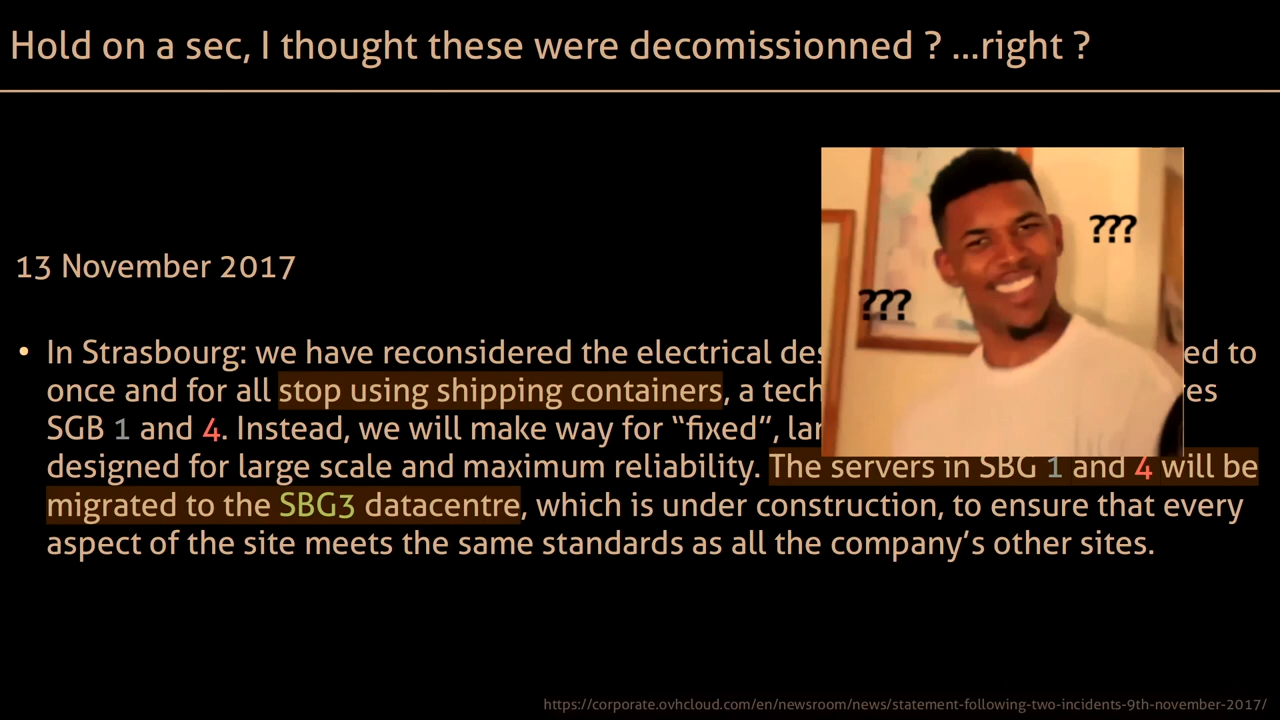 Hold on a sec, I thought these were decomissionned ? ...right ?
???
???
13 November 2017
• In Strasbourg: we have reconsidered the electrical ed to
once and for all stop using shipping containers, a
SGB 1 and 4. Instead, we will make way for “fixed”,
designed for large scale and maximum reliability. The servers in SBG 1 and 4 will be
migrated to the SBG3 datacentre, which is under construction, to ensure that every
aspect of the site meets the same standards as all the company’s other sites.
https://corporate.ovhcloud.com/en/newsroom/news/statement-following-two-incidents-9th-november-2017/